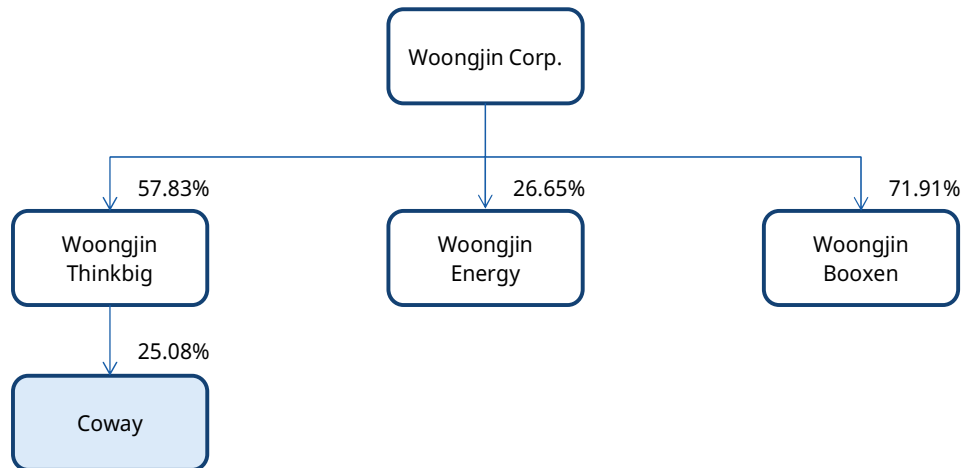 Woongjin Corp.
57.83%
26.65%
71.91%
Woongjin
Thinkbig
Woongjin
Energy
Woongjin
Booxen
25.08%
Coway